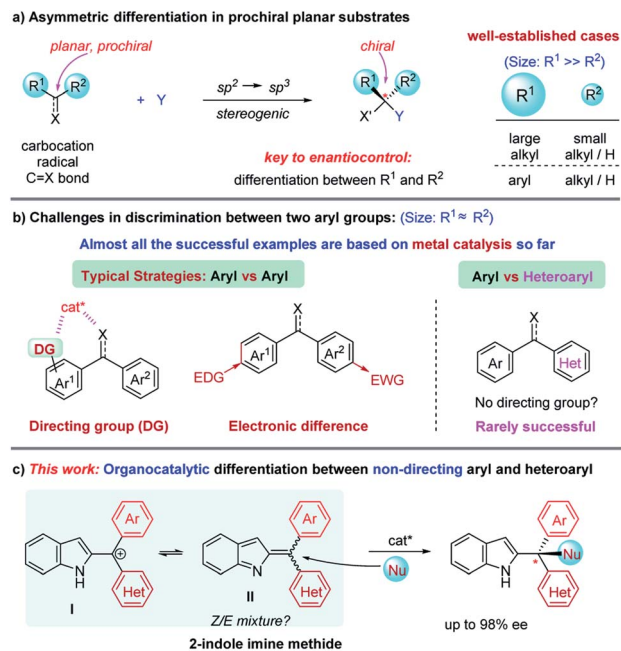 a) Asymmetric differentiation in prochiral planar substrates
planar, prochiral
R¹ R²
X
+ Y
sp² → sp³
stereogenic
chiral
R¹ R²
*
X' Y
carbocation
radical
C=X bond
key to enantiocontrol:
differentiation between R¹ and R²
well-established cases
(Size: R¹ >> R²)
R¹ R²
large small
alkyl alkyl / H
aryl alkyl / H
b) Challenges in discrimination between two aryl groups: (Size: R¹ ≈ R²)
Almost all the successful examples are based on metal catalysis so far
Typical Strategies: Aryl vs Aryl
cat*
DG X
Ar¹ Ar²
Directing group (DG)
X
Ar¹ Ar²
EDG EWG
Electronic difference
Aryl vs Heteroaryl
X
Ar Het
No directing group?
Rarely successful
c) This work: Organocatalytic differentiation between non-directing aryl and heteroaryl
Ar
+
N
H
Het
I
⇌
Ar
N
Het
II
Z/E mixture?
2-indole imine methide
cat*
Nu
Ar
Nu
*
N
H
Het
up to 98% ee